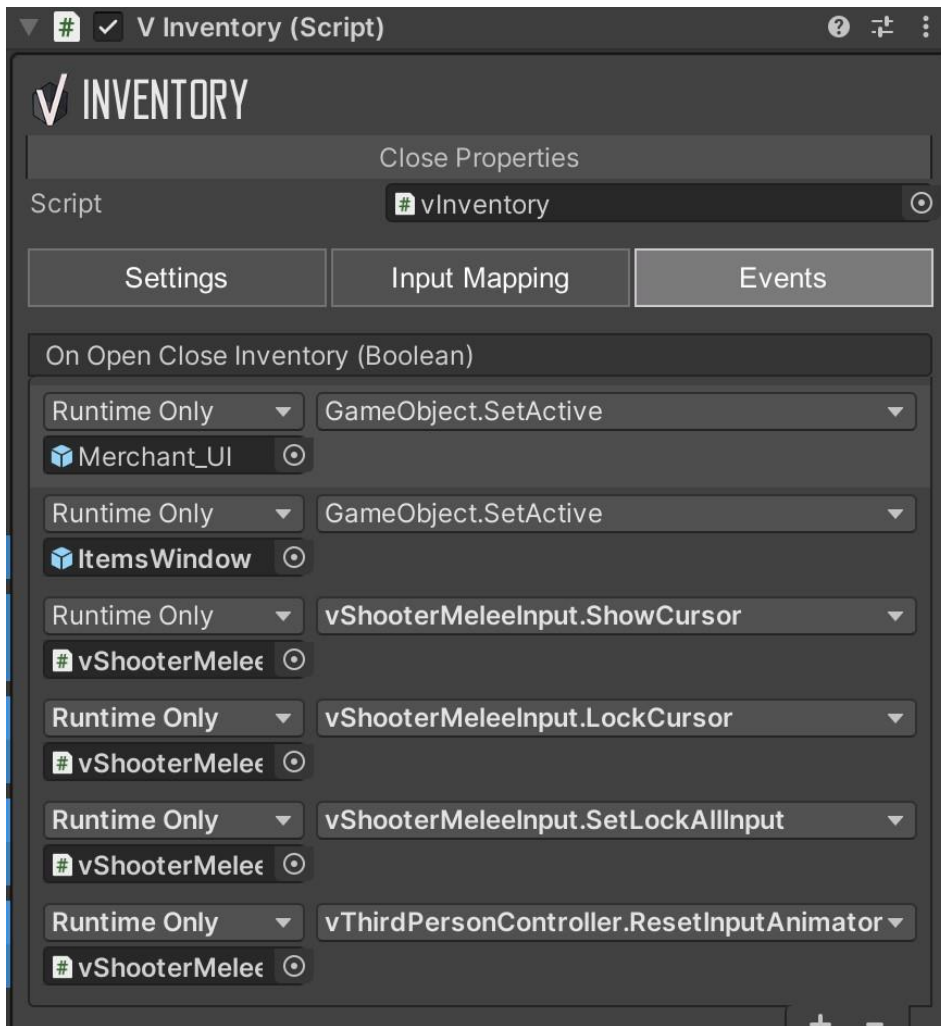 V Inventory (Script)
INVENTORY
Close Properties
Script vInventory
Settings Input Mapping Events
On Open Close Inventory (Boolean)
Runtime Only GameObject.SetActive
Merchant_UI
Runtime Only GameObject.SetActive
ItemsWindow
Runtime Only vShooterMeleeInput.ShowCursor
vShooterMelee
Runtime Only vShooterMeleeInput.LockCursor
vShooterMelee
Runtime Only vShooterMeleeInput.SetLockAllInput
vShooterMelee
Runtime Only vThirdPersonController.ResetInputAnimator
vShooterMelee